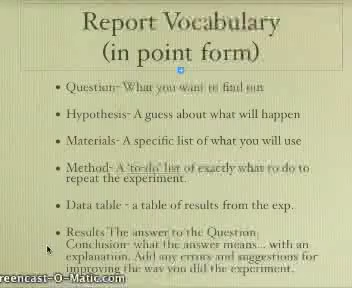 Report Vocabulary
(in point form)
• Question- What you want to find out
• Hypothesis- A guess about what will happen
• Materials- A specific list of what you will use
• Method- A 'to-do' list of exactly what to do to
repeat the experiment.
• Data table - a table of results from the exp.
• Results The answer to the Question
Conclusion- what the answer means... with an
explanation. Add any errors and suggestions for
improving the way you did the experiment.
reencast-O-Matic.com